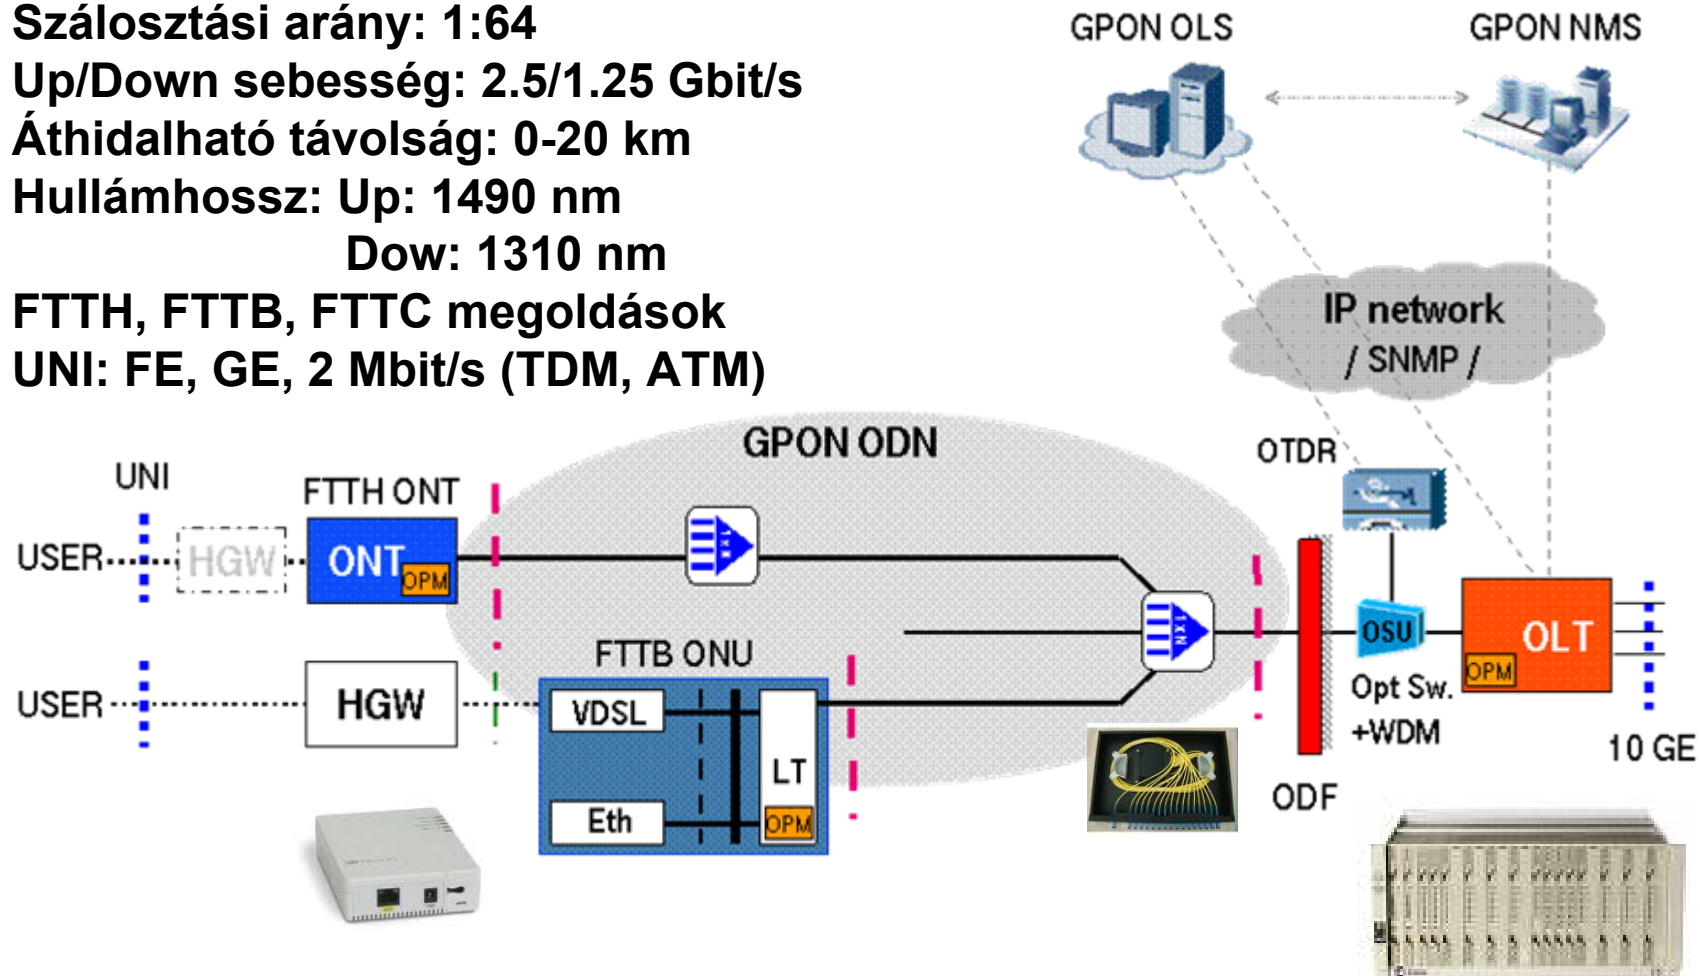 Szálosztási arány: 1:64
Up/Down sebesség: 2.5/1.25 Gbit/s
Áthidalható távolság: 0-20 km
Hullámhossz: Up: 1490 nm
Dow: 1310 nm
FTTH, FTTB, FTTC megoldások
UNI: FE, GE, 2 Mbit/s (TDM, ATM)
GPON OLS
GPON NMS
IP network
/ SNMP /
GPON ODN
OTDR
UNI
FTTH ONT
USER
HGW
ONT
OPM
1xN
1xN
OSU
OLT
OPM
Opt Sw.
+WDM
10 GE
ODF
FTTB ONU
USER
HGW
VDSL
LT
Eth
OPM